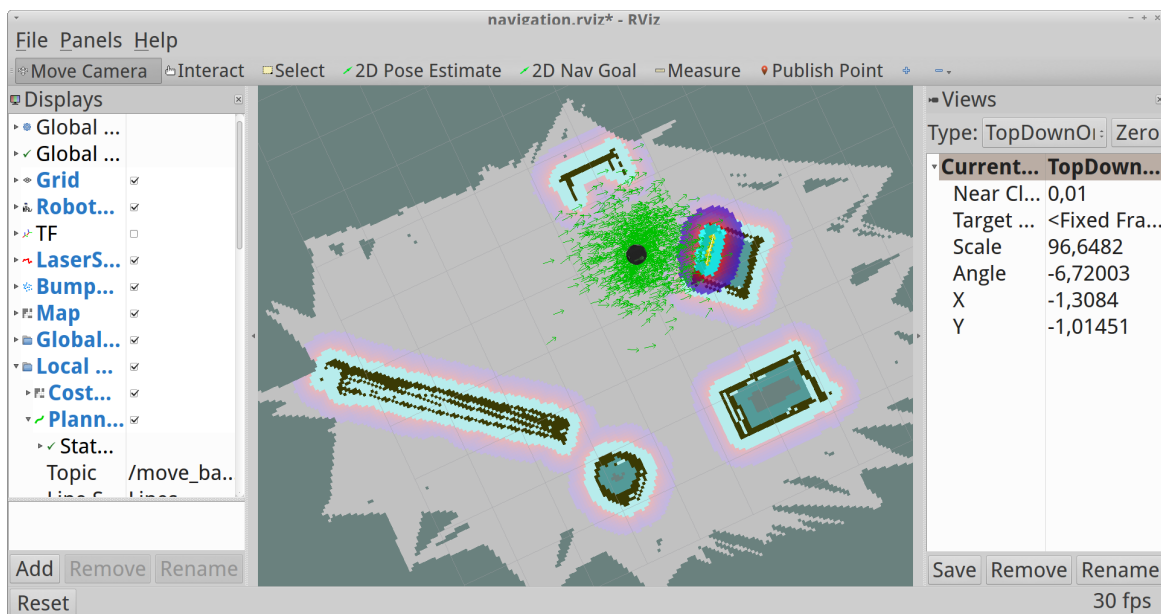 navigation.rviz* - RViz
File Panels Help
Move Camera Interact Select 2D Pose Estimate 2D Nav Goal Measure Publish Point
Displays
Global ...
Global ...
Grid
Robot...
TF
LaserS...
Bump...
Map
Global...
Local ...
Cost...
Plann...
Stat...
Topic /move_ba...
Add Remove Rename
Reset
Views
Type: TopDownO Zero
Current... TopDown...
Near Cl... 0,01
Target ... <Fixed Fra...
Scale 96,6482
Angle -6,72003
X -1,3084
Y -1,01451
Save Remove Rename
30 fps